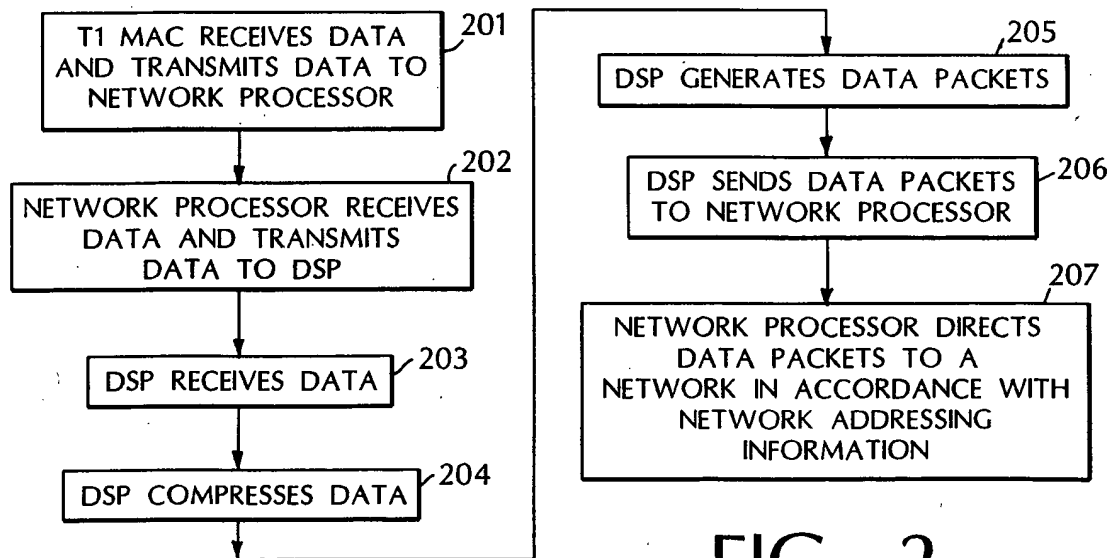 T1 MAC RECEIVES DATA
AND TRANSMITS DATA TO
NETWORK PROCESSOR
201
202
NETWORK PROCESSOR RECEIVES
DATA AND TRANSMITS
DATA TO DSP
203
DSP RECEIVES DATA
204
DSP COMPRESSES DATA
205
DSP GENERATES DATA PACKETS
206
DSP SENDS DATA PACKETS
TO NETWORK PROCESSOR
207
NETWORK PROCESSOR DIRECTS
DATA PACKETS TO A
NETWORK IN ACCORDANCE WITH
NETWORK ADDRESSING
INFORMATION
FIG. 2